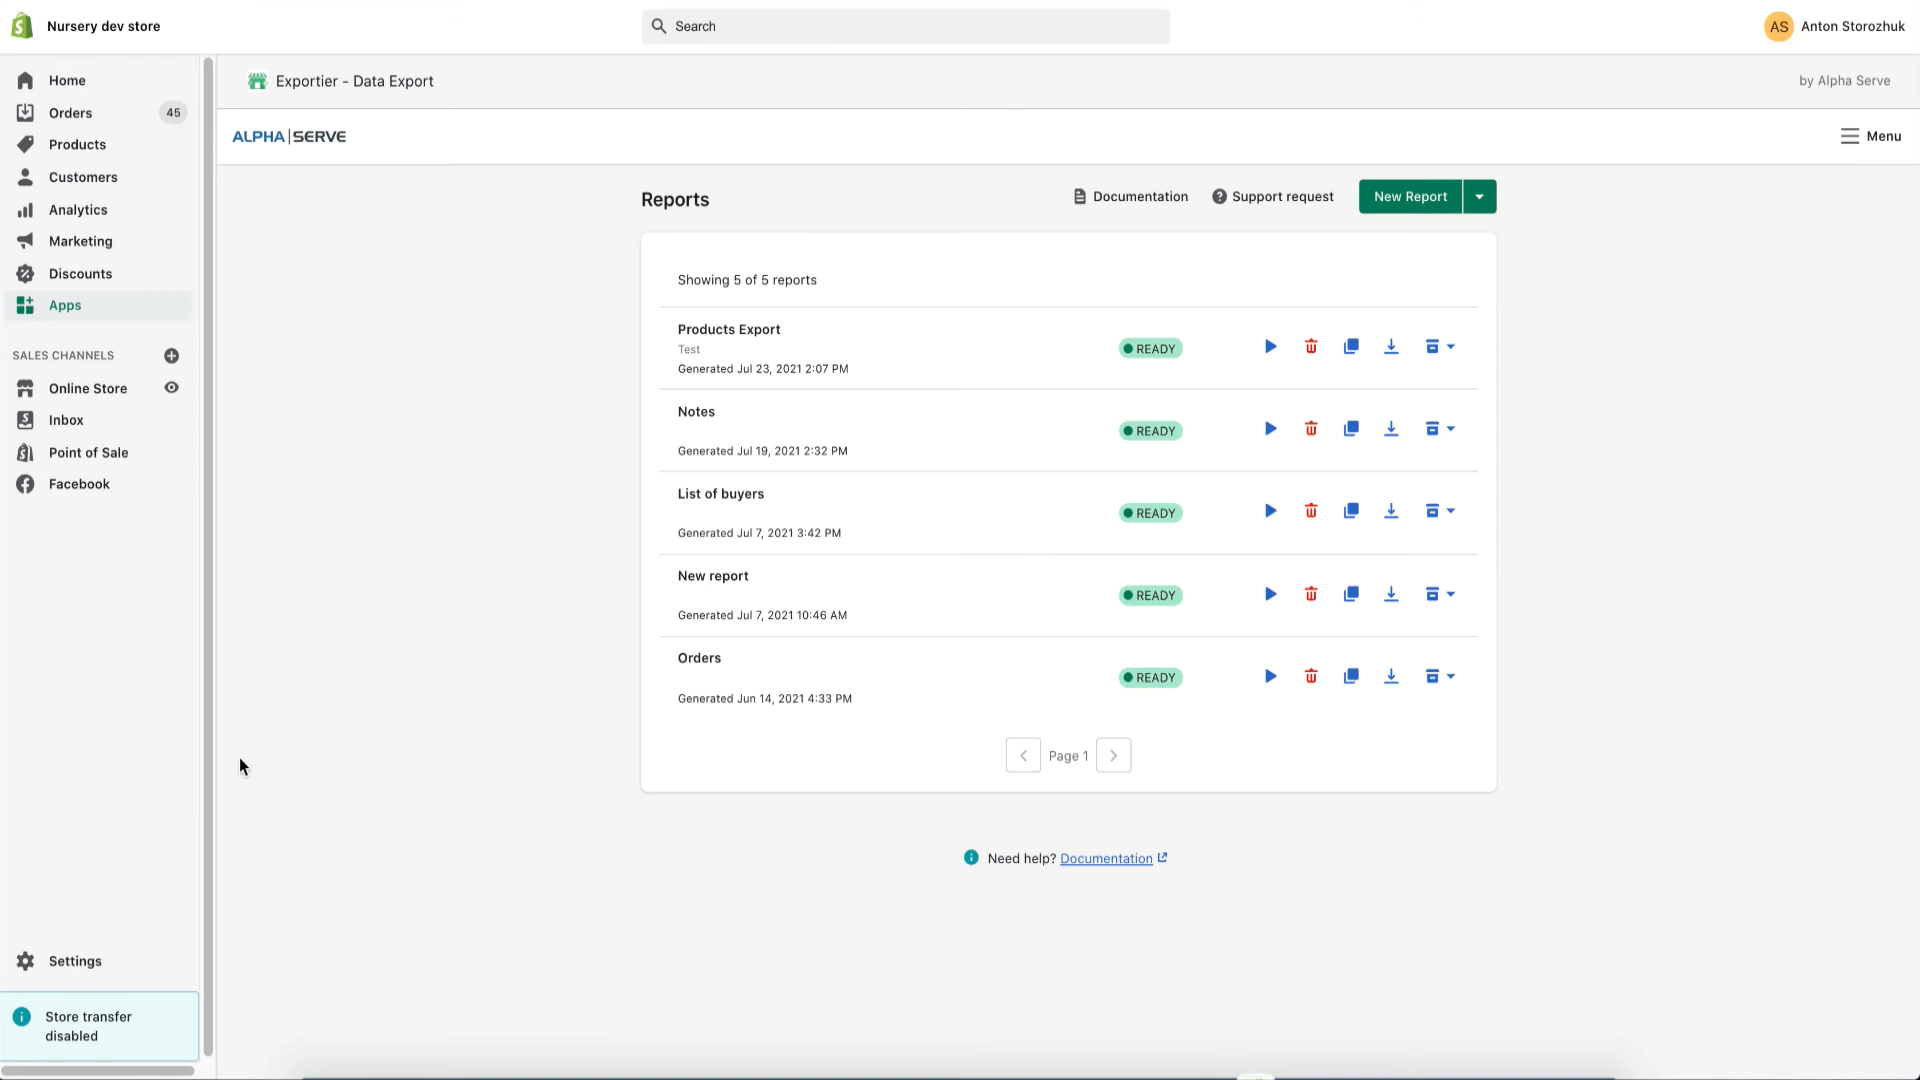 Nursery dev store
Search
AS Anton Storozhuk
Home
Orders 45
Products
Customers
Analytics
Marketing
Discounts
Apps
SALES CHANNELS
Online Store
Inbox
Point of Sale
Facebook
Settings
Store transfer
disabled
Exportier - Data Export
by Alpha Serve
ALPHA|SERVE
Menu
Reports
Documentation
Support request
New Report
Showing 5 of 5 reports
Products Export
Test
Generated Jul 23, 2021 2:07 PM
READY
Notes
Generated Jul 19, 2021 2:32 PM
READY
List of buyers
Generated Jul 7, 2021 3:42 PM
READY
New report
Generated Jul 7, 2021 10:46 AM
READY
Orders
Generated Jun 14, 2021 4:33 PM
READY
Page 1
Need help? Documentation